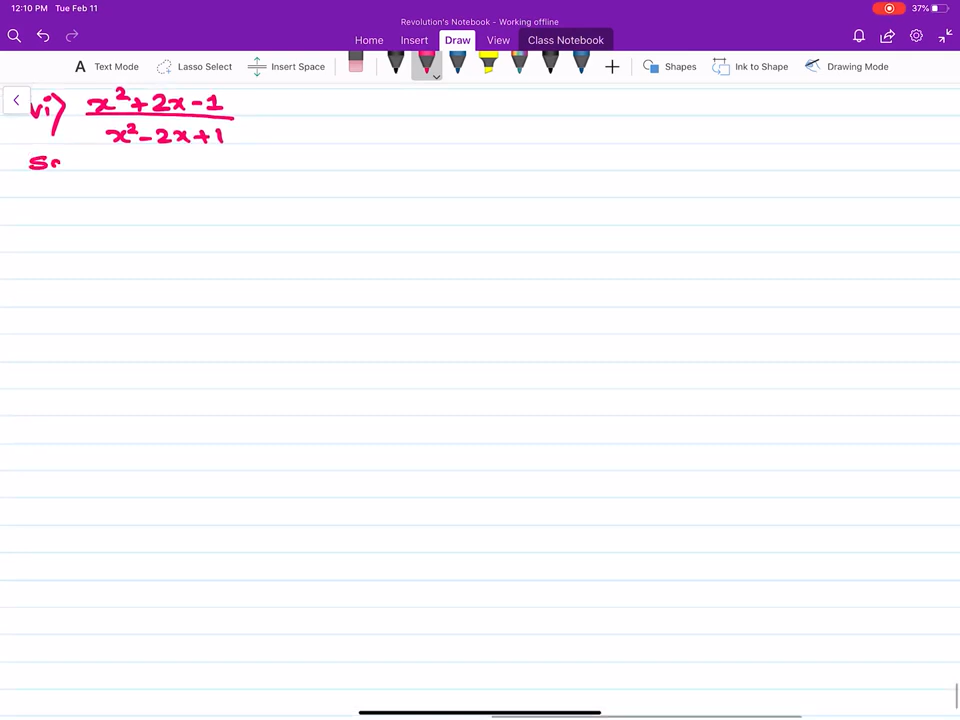 12:10 PM Tue Feb 11
37%
Revolution's Notebook - Working offline
Home Insert Draw View Class Notebook
A Text Mode Lasso Select Insert Space Shapes Ink to Shape Drawing Mode
vi) x²+2x-1
x²-2x+1